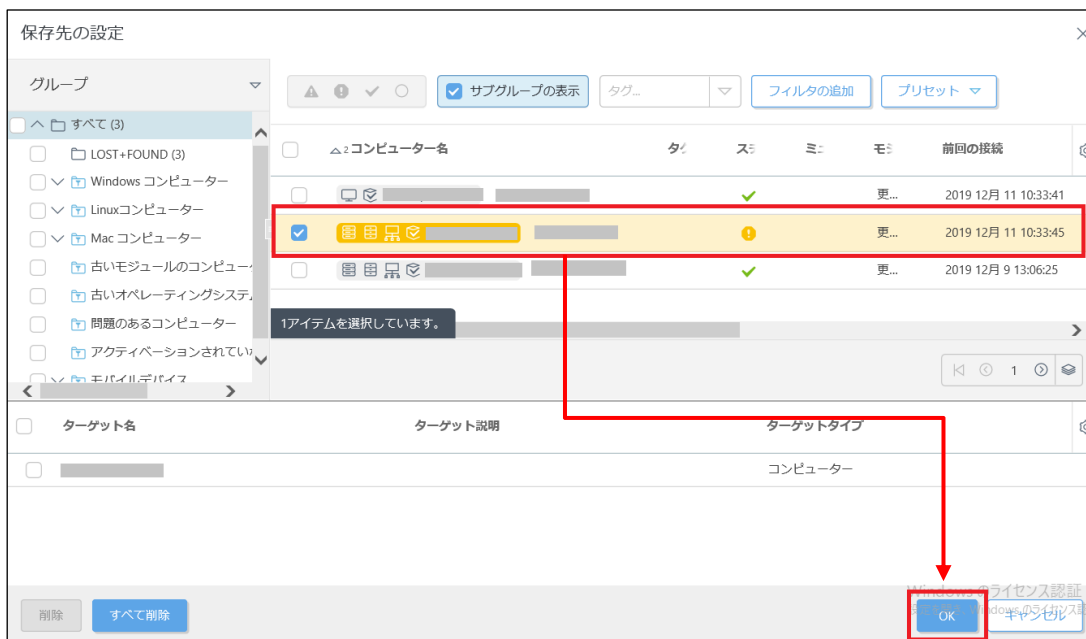 保存先の設定
グループ
サブグループの表示
タグ...
フィルタの追加
プリセット
すべて (3)
LOST+FOUND (3)
Windows コンピューター
Linuxコンピューター
Mac コンピューター
古いモジュールのコンピュー
古いオペレーティングシステム
問題のあるコンピューター
アクティベーションされてい
モバイルデバイス
2 コンピューター名
前回の接続
更... 2019 12月 11 10:33:41
更... 2019 12月 11 10:33:45
更... 2019 12月 9 13:06:25
1アイテムを選択しています。
1
ターゲット名 ターゲット説明 ターゲットタイプ
コンピューター
Windows のライセンス認証
削除 すべて削除 OK キャンセル